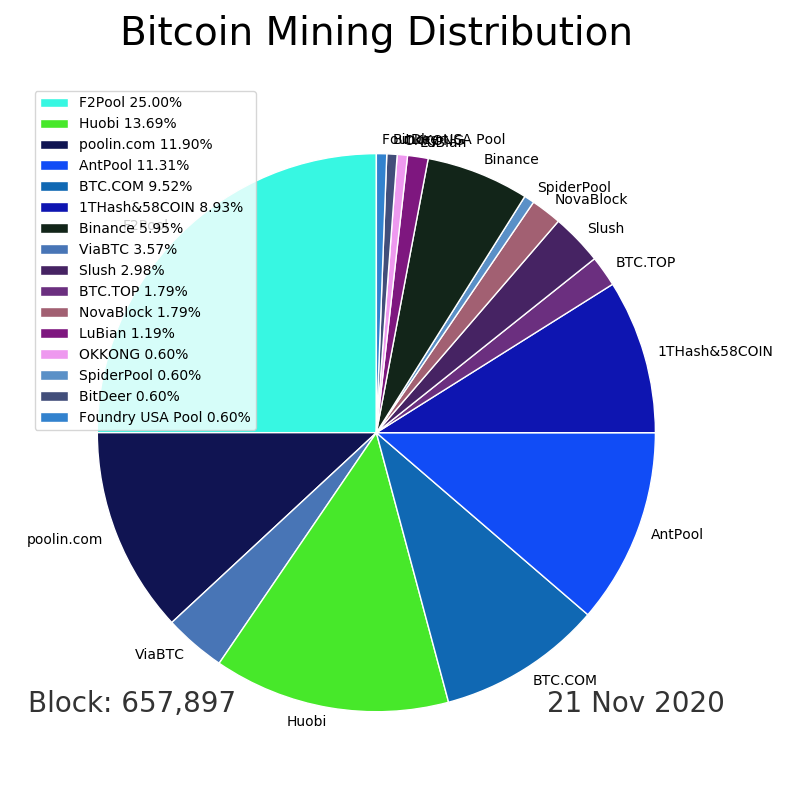 Bitcoin Mining Distribution
F2Pool 25.00%
Huobi 13.69%
poolin.com 11.90%
AntPool 11.31%
BTC.COM 9.52%
1THash&58COIN 8.93%
Binance 5.95%
ViaBTC 3.57%
Slush 2.98%
BTC.TOP 1.79%
NovaBlock 1.79%
LuBian 1.19%
OKKONG 0.60%
SpiderPool 0.60%
BitDeer 0.60%
Foundry USA Pool 0.60%
Binance
SpiderPool
NovaBlock
Slush
BTC.TOP
1THash&58COIN
AntPool
BTC.COM
Huobi
ViaBTC
poolin.com
Block: 657,897
21 Nov 2020